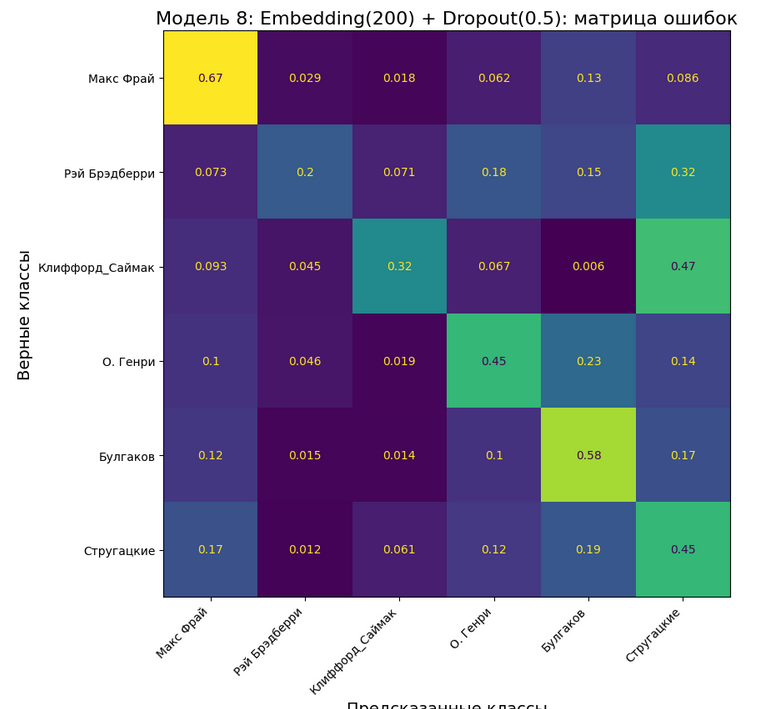 Модель 8: Embedding(200) + Dropout(0.5): матрица ошибок
Верные классы
Макс Фрай 0.67 0.029 0.018 0.062 0.13 0.086
Рэй Брэдберри 0.073 0.2 0.071 0.18 0.15 0.32
Клиффорд_Саймак 0.093 0.045 0.32 0.067 0.006 0.47
О. Генри 0.1 0.046 0.019 0.45 0.23 0.14
Булгаков 0.12 0.015 0.014 0.1 0.58 0.17
Стругацкие 0.17 0.012 0.061 0.12 0.19 0.45
Макс Фрай Рэй Брэдберри Клиффорд_Саймак О. Генри Булгаков Стругацкие
Предсказанные классы